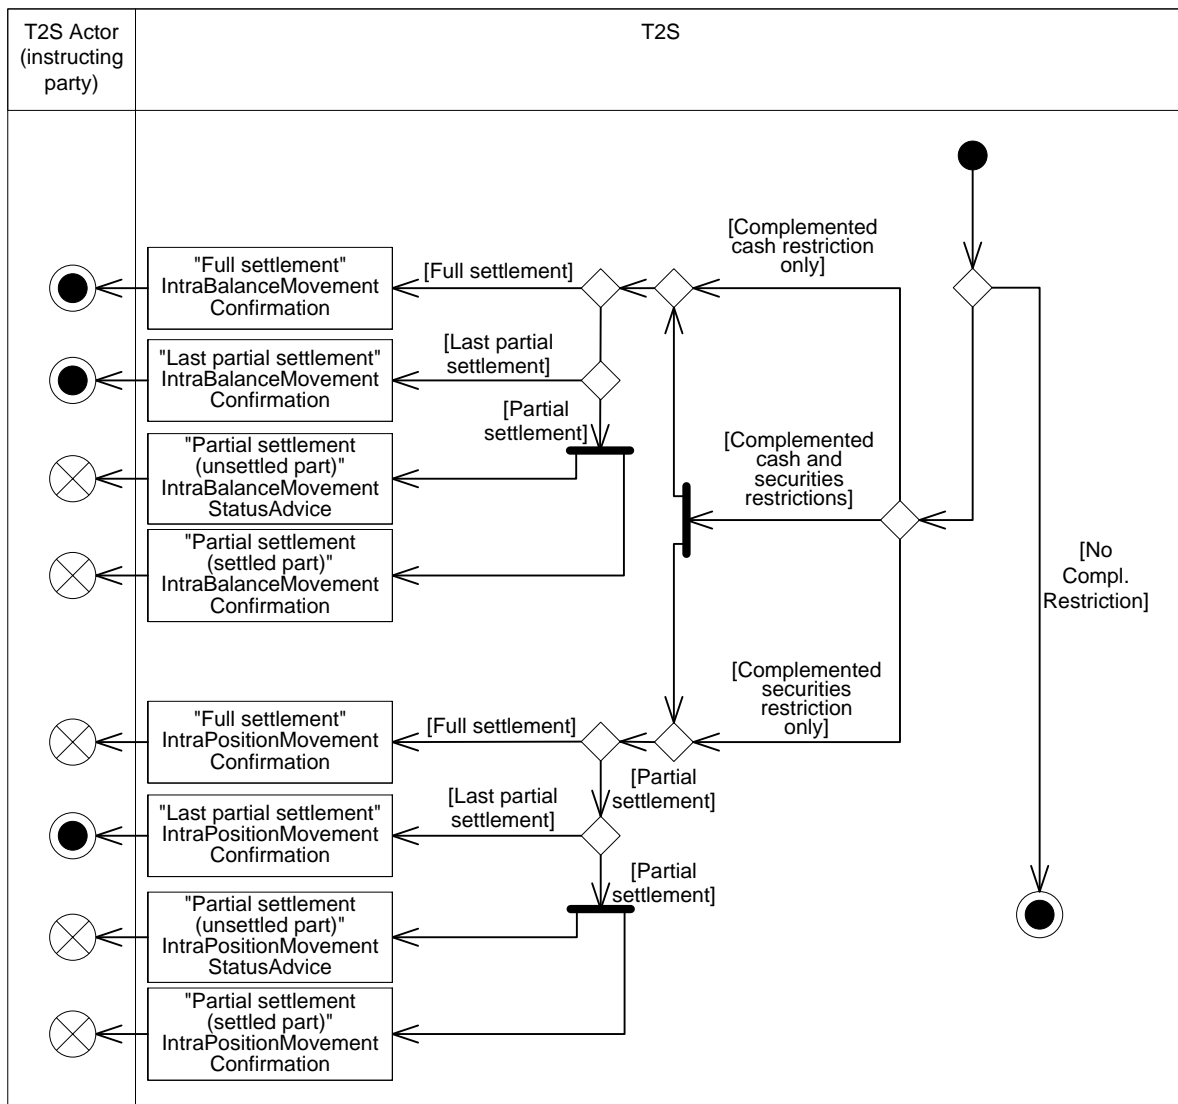 T2S Actor
(instructing
party)
T2S
[Complemented
cash restriction
only]
"Full settlement"
IntraBalanceMovement
Confirmation
[Full settlement]
"Last partial settlement"
IntraBalanceMovement
Confirmation
[Last partial
settlement]
[Partial
settlement]
"Partial settlement
(unsettled part)"
IntraBalanceMovement
StatusAdvice
[Complemented
cash and
securities
restrictions]
"Partial settlement
(settled part)"
IntraBalanceMovement
Confirmation
[No
Compl.
Restriction]
[Complemented
securities
restriction
only]
"Full settlement"
IntraPositionMovement
Confirmation
[Full settlement]
[Partial
settlement]
"Last partial settlement"
IntraPositionMovement
Confirmation
[Last partial
settlement]
[Partial
settlement]
"Partial settlement
(unsettled part)"
IntraPositionMovement
StatusAdvice
"Partial settlement
(settled part)"
IntraPositionMovement
Confirmation